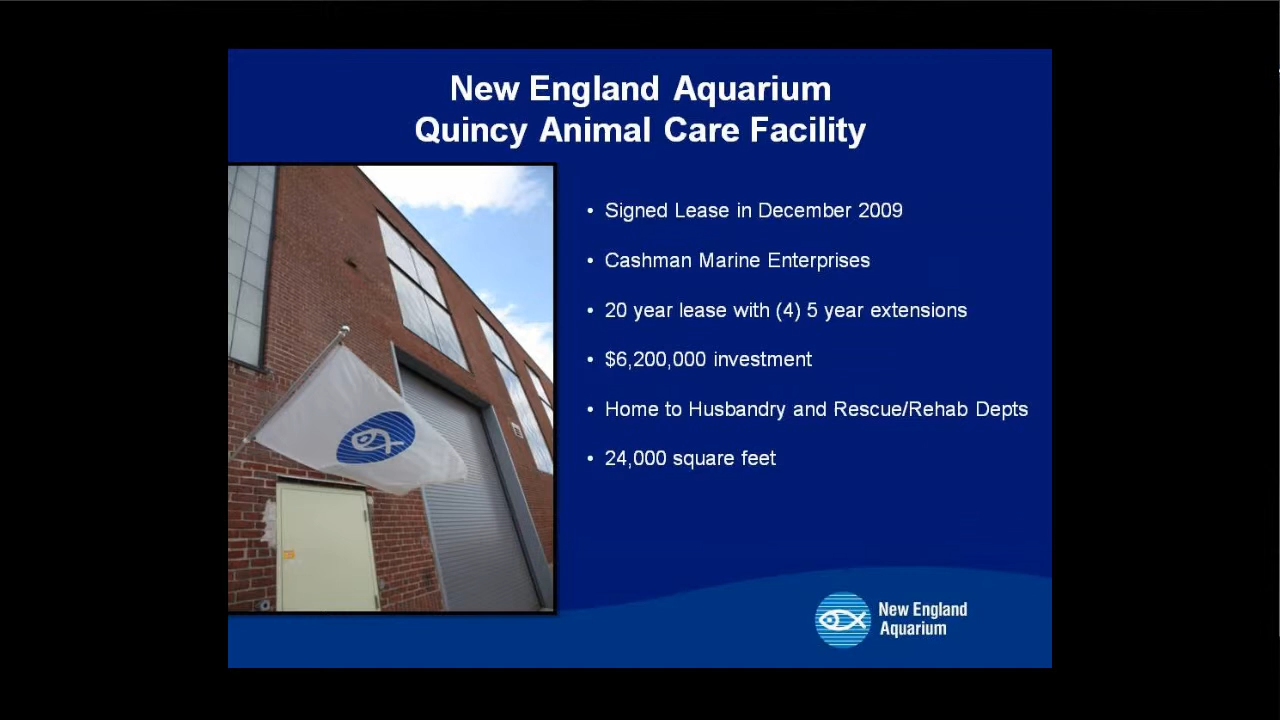 New England Aquarium
Quincy Animal Care Facility
• Signed Lease in December 2009
• Cashman Marine Enterprises
• 20 year lease with (4) 5 year extensions
• $6,200,000 investment
• Home to Husbandry and Rescue/Rehab Depts
• 24,000 square feet
New England
Aquarium